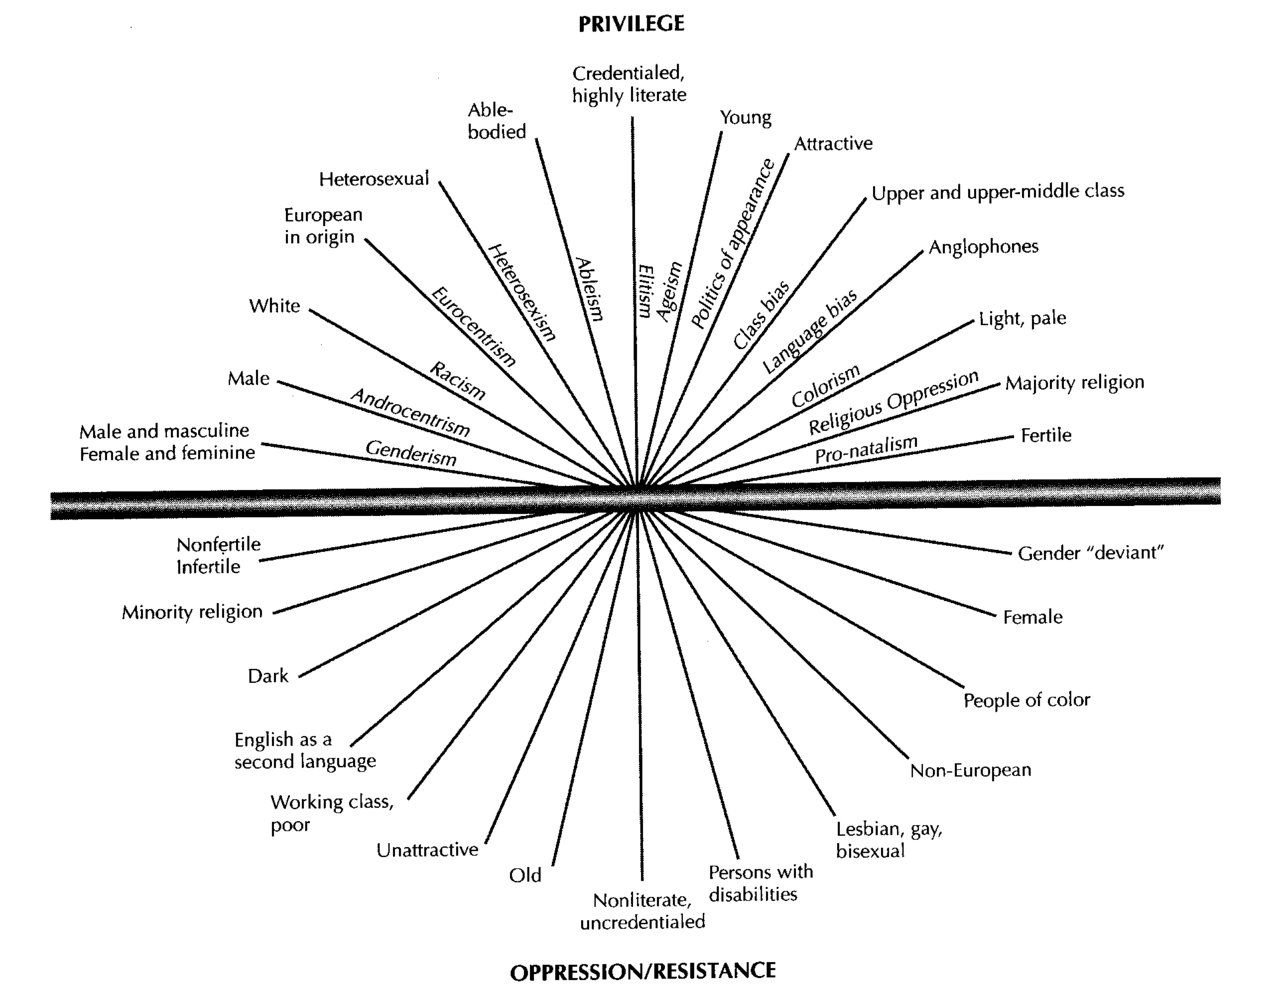 PRIVILEGE
Credentialed,
highly literate
Able-
bodied
Young
Attractive
Heterosexual
Upper and upper-middle class
European
in origin
Anglophones
White
Light, pale
Male
Majority religion
Male and masculine
Female and feminine
Fertile
Genderism
Androcentrism
Racism
Eurocentrism
Heterosexism
Ableism
Elitism
Ageism
Politics of appearance
Class bias
Language bias
Colorism
Religious Oppression
Pro-natalism
Nonfertile
Infertile
Gender “deviant”
Minority religion
Female
Dark
People of color
English as a
second language
Non-European
Working class,
poor
Lesbian, gay,
bisexual
Unattractive
Old
Persons with
disabilities
Nonliterate,
uncredentialed
OPPRESSION/RESISTANCE